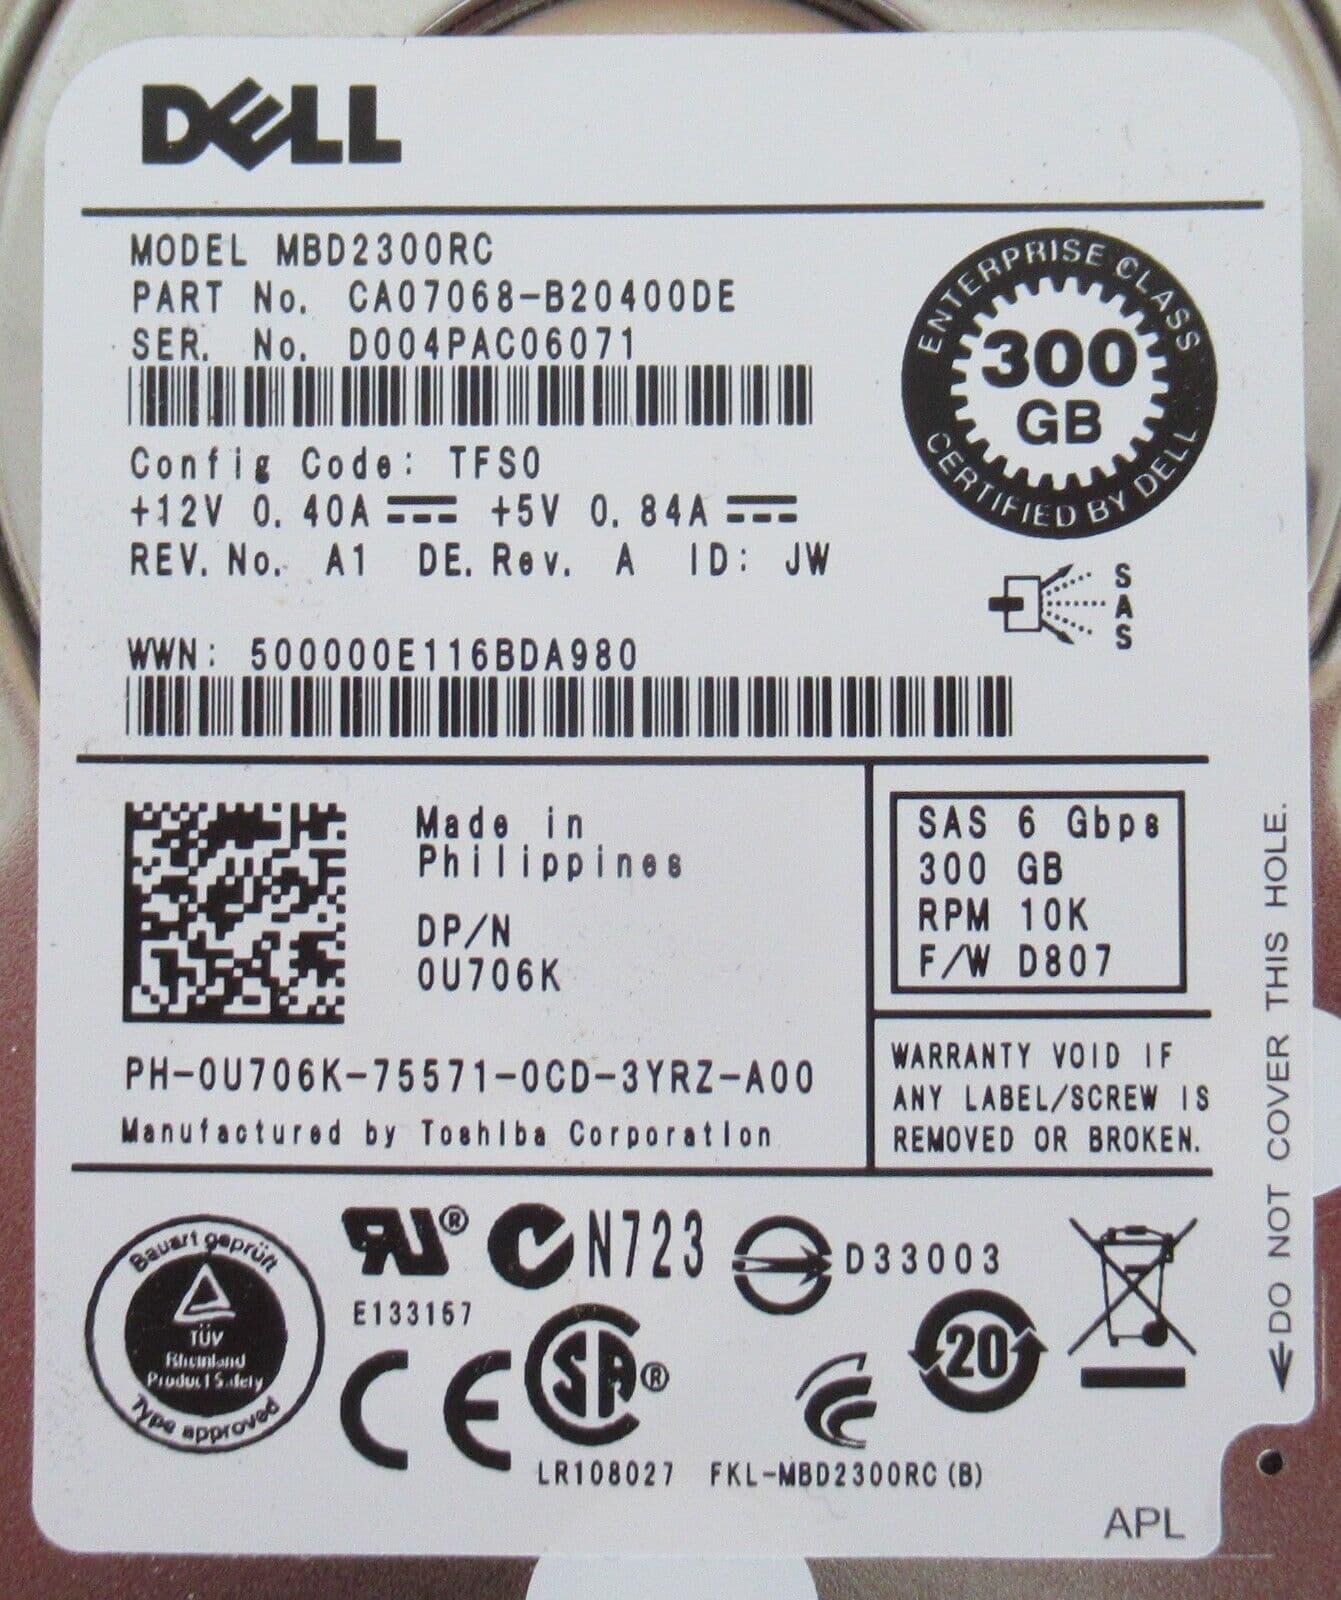 DELL
MODEL MBD2300RC
PART No. CA07068-B20400DE
SER. No. D004PAC06071
Config Code: TFS0
+12V 0.40A +5V 0.84A
REV. No. A1 DE. Rev. A ID: JW
WWN: 500000E116BDA980
ENTERPRISE CLASS
300
GB
CERTIFIED BY DELL
SAS
Made in
Philippines
DP/N
0U706K
PH-0U706K-75571-0CD-3YRZ-A00
Manufactured by Toshiba Corporation
SAS 6 Gbps
300 GB
RPM 10K
F/W D807
WARRANTY VOID IF
ANY LABEL/SCREW IS
REMOVED OR BROKEN.
DO NOT COVER THIS HOLE.
Bauart geprüft
TÜV
Rheinland
Product Safety
Type approved
RU®
E133157
N723
D33003
CE
SA®
20
LR108027 FKL-MBD2300RC(B)
APL